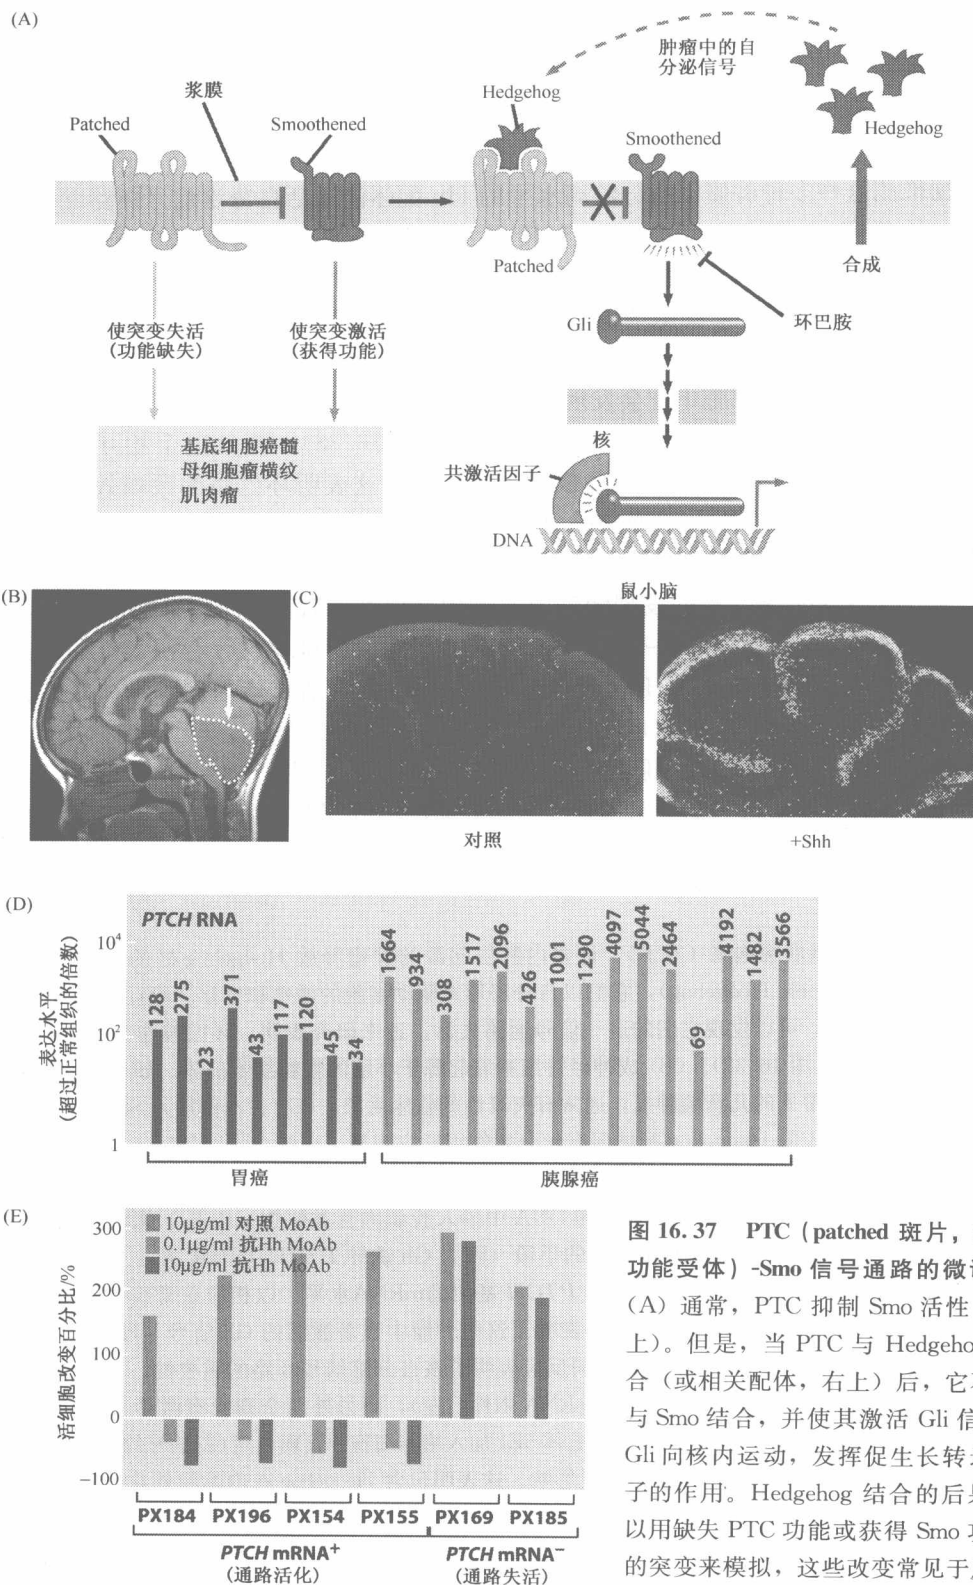 (A)
肿瘤中的自
分泌信号
浆膜
Hedgehog
Patched
Smoothened
Smoothened
Hedgehog
Patched
合成
使突变失活
(功能缺失)
使突变激活
(获得功能)
Gli
环巴胺
基底细胞癌髓
母细胞瘤横纹
肌肉瘤
核
共激活因子
DNA
(B)
(C)
鼠小脑
对照
+Shh
(D)
PTCH RNA
表达水平
(超过正常组织的倍数)
10⁴
10²
1
128
275
23
371
43
117
120
45
34
1664
934
308
1517
2096
426
1001
1290
4097
5044
2464
69
4192
1482
3566
胃癌
胰腺癌
(E)
活细胞改变百分比/%
300
200
100
0
-100
10μg/ml 对照 MoAb
0.1μg/ml 抗Hh MoAb
10μg/ml 抗Hh MoAb
PX184 PX196 PX154 PX155 PX169 PX185
PTCH mRNA⁺
(通路活化)
PTCH mRNA⁻
(通路失活)
图 16.37 PTC (patched 斑片,
功能受体) -Smo 信号通路的微
(A) 通常, PTC 抑制 Smo 活性
上)。但是, 当 PTC 与 Hedgeho
合 (或相关配体, 右上) 后, 它
与 Smo 结合, 并使其激活 Gli 信
Gli 向核内运动, 发挥促生长转
子的作用。Hedgehog 结合的后
以用缺失 PTC 功能或获得 Smo
的突变来模拟, 这些改变常见于